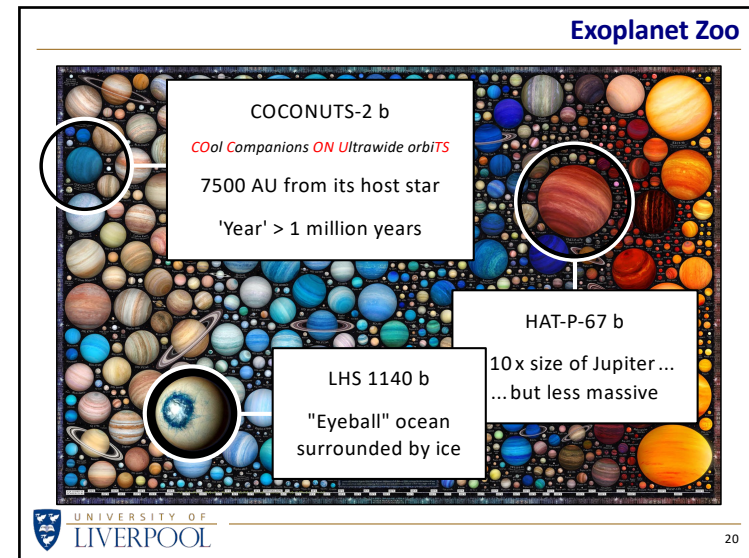 Exoplanet Zoo
COCONUTS-2 b
COol Companions ON Ultrawide orbiTS
7500 AU from its host star
'Year' > 1 million years
HAT-P-67 b
10x size of Jupiter...
...but less massive
LHS 1140 b
"Eyeball" ocean
surrounded by ice
UNIVERSITY OF
LIVERPOOL
20